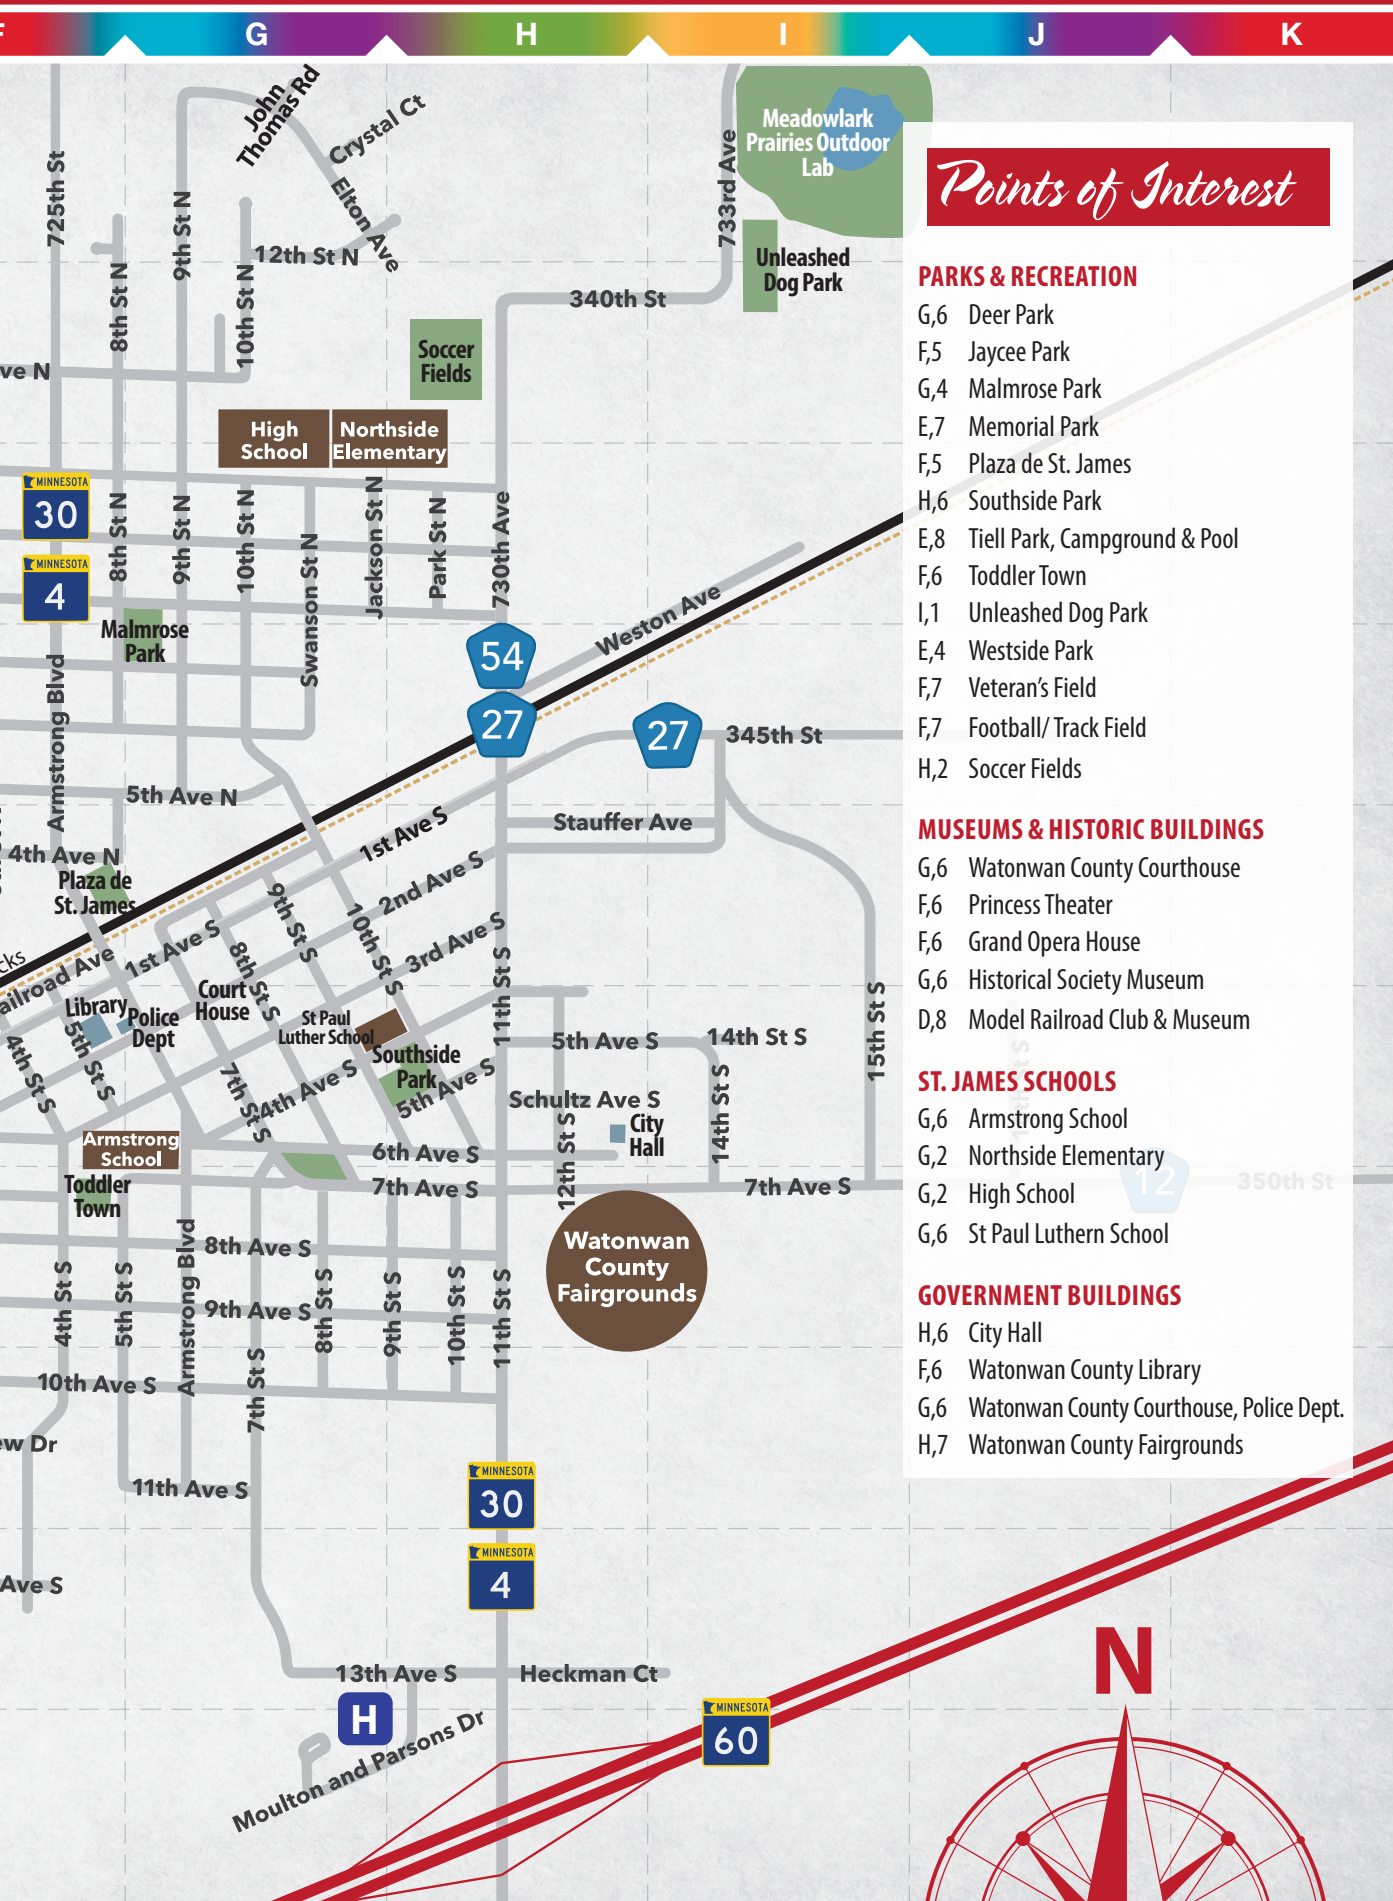 F G H I J K
John
Thomas Rd
Crystal Ct
Elton Ave
725th St
9th St N
12th St N
8th St N
10th St N
733rd Ave
Meadowlark
Prairies Outdoor
Lab
Unleashed
Dog Park
340th St
Soccer
Fields
ve N
High
School
Northside
Elementary
MINNESOTA
30
MINNESOTA
4
8th St N
9th St N
10th St N
Swanson St N
Jackson St N
Park St N
730th Ave
Malmrose
Park
Weston Ave
54
27
27
345th St
Armstrong Blvd
5th Ave N
4th Ave N
Plaza de
St. James
1st Ave S
Stauffer Ave
2nd Ave S
3rd Ave S
9th St S
10th St S
8th St S
1st Ave S
cks
ailroad Ave
Library
Police
Dept
Court
House
St Paul
Luther School
Southside
Park
11th St S
5th Ave S
14th St S
15th St S
4th St S
5th St S
7th St S
4th Ave S
5th Ave S
Schultz Ave S
City
Hall
12th St S
14th St S
Armstrong
School
6th Ave S
Toddler
Town
7th Ave S
7th Ave S
12
350th St
Watonwan
County
Fairgrounds
8th Ave S
9th Ave S
4th St S
5th St S
Armstrong Blvd
7th St S
8th St S
9th St S
10th St S
11th St S
10th Ave S
ew Dr
11th Ave S
MINNESOTA
30
MINNESOTA
4
Ave S
13th Ave S
Heckman Ct
H
Moulton and Parsons Dr
MINNESOTA
60
N
Points of Interest
PARKS & RECREATION
G,6 Deer Park
F,5 Jaycee Park
G,4 Malmrose Park
E,7 Memorial Park
F,5 Plaza de St. James
H,6 Southside Park
E,8 Tiell Park, Campground & Pool
F,6 Toddler Town
I,1 Unleashed Dog Park
E,4 Westside Park
F,7 Veteran's Field
F,7 Football/ Track Field
H,2 Soccer Fields
MUSEUMS & HISTORIC BUILDINGS
G,6 Watonwan County Courthouse
F,6 Princess Theater
F,6 Grand Opera House
G,6 Historical Society Museum
D,8 Model Railroad Club & Museum
ST. JAMES SCHOOLS
G,6 Armstrong School
G,2 Northside Elementary
G,2 High School
G,6 St Paul Luthern School
GOVERNMENT BUILDINGS
H,6 City Hall
F,6 Watonwan County Library
G,6 Watonwan County Courthouse, Police Dept.
H,7 Watonwan County Fairgrounds